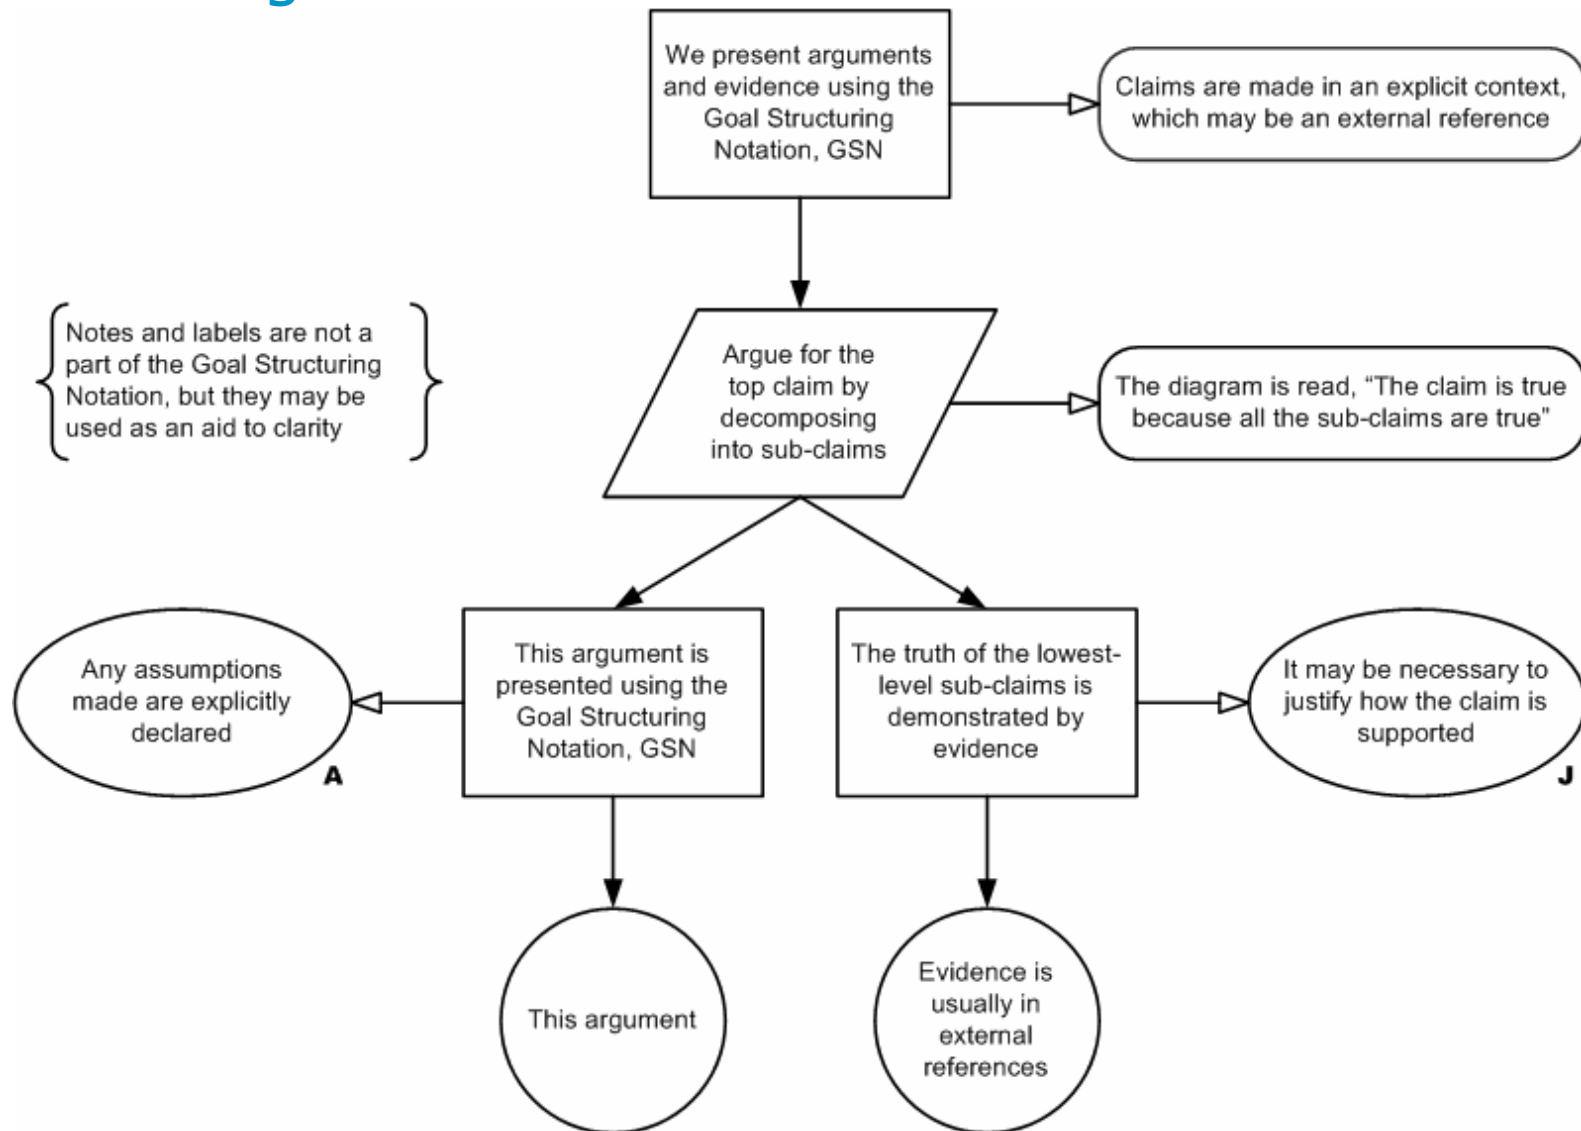 We present arguments
and evidence using the
Goal Structuring
Notation, GSN
Claims are made in an explicit context,
which may be an external reference
Notes and labels are not a
part of the Goal Structuring
Notation, but they may be
used as an aid to clarity
Argue for the
top claim by
decomposing
into sub-claims
The diagram is read, “The claim is true
because all the sub-claims are true"
Any assumptions
made are explicitly
declared
A
This argument is
presented using the
Goal Structuring
Notation, GSN
The truth of the lowest-
level sub-claims is
demonstrated by
evidence
It may be necessary to
justify how the claim is
supported
J
This argument
Evidence is
usually in
external
references